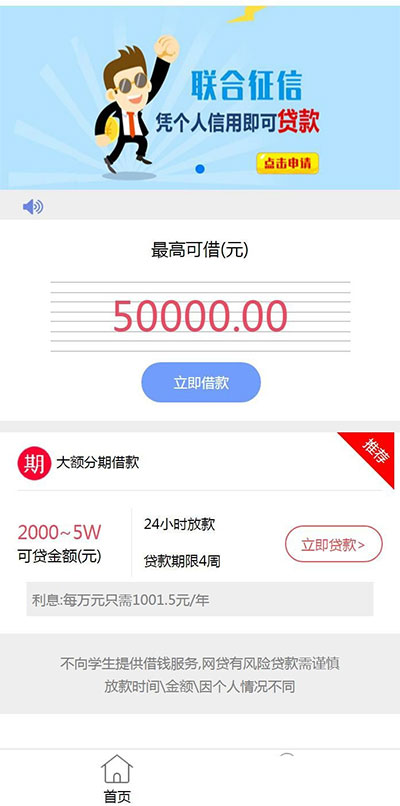 联合征信
凭个人信用即可贷款
点击申请
最高可借(元)
50000.00
立即借款
推荐
期 大额分期借款
2000~5W
可贷金额(元)
24小时放款
贷款期限4周
立即贷款>
利息:每万元只需1001.5元/年
不向学生提供借钱服务,网贷有风险贷款需谨慎
放款时间\金额\因个人情况不同
首页